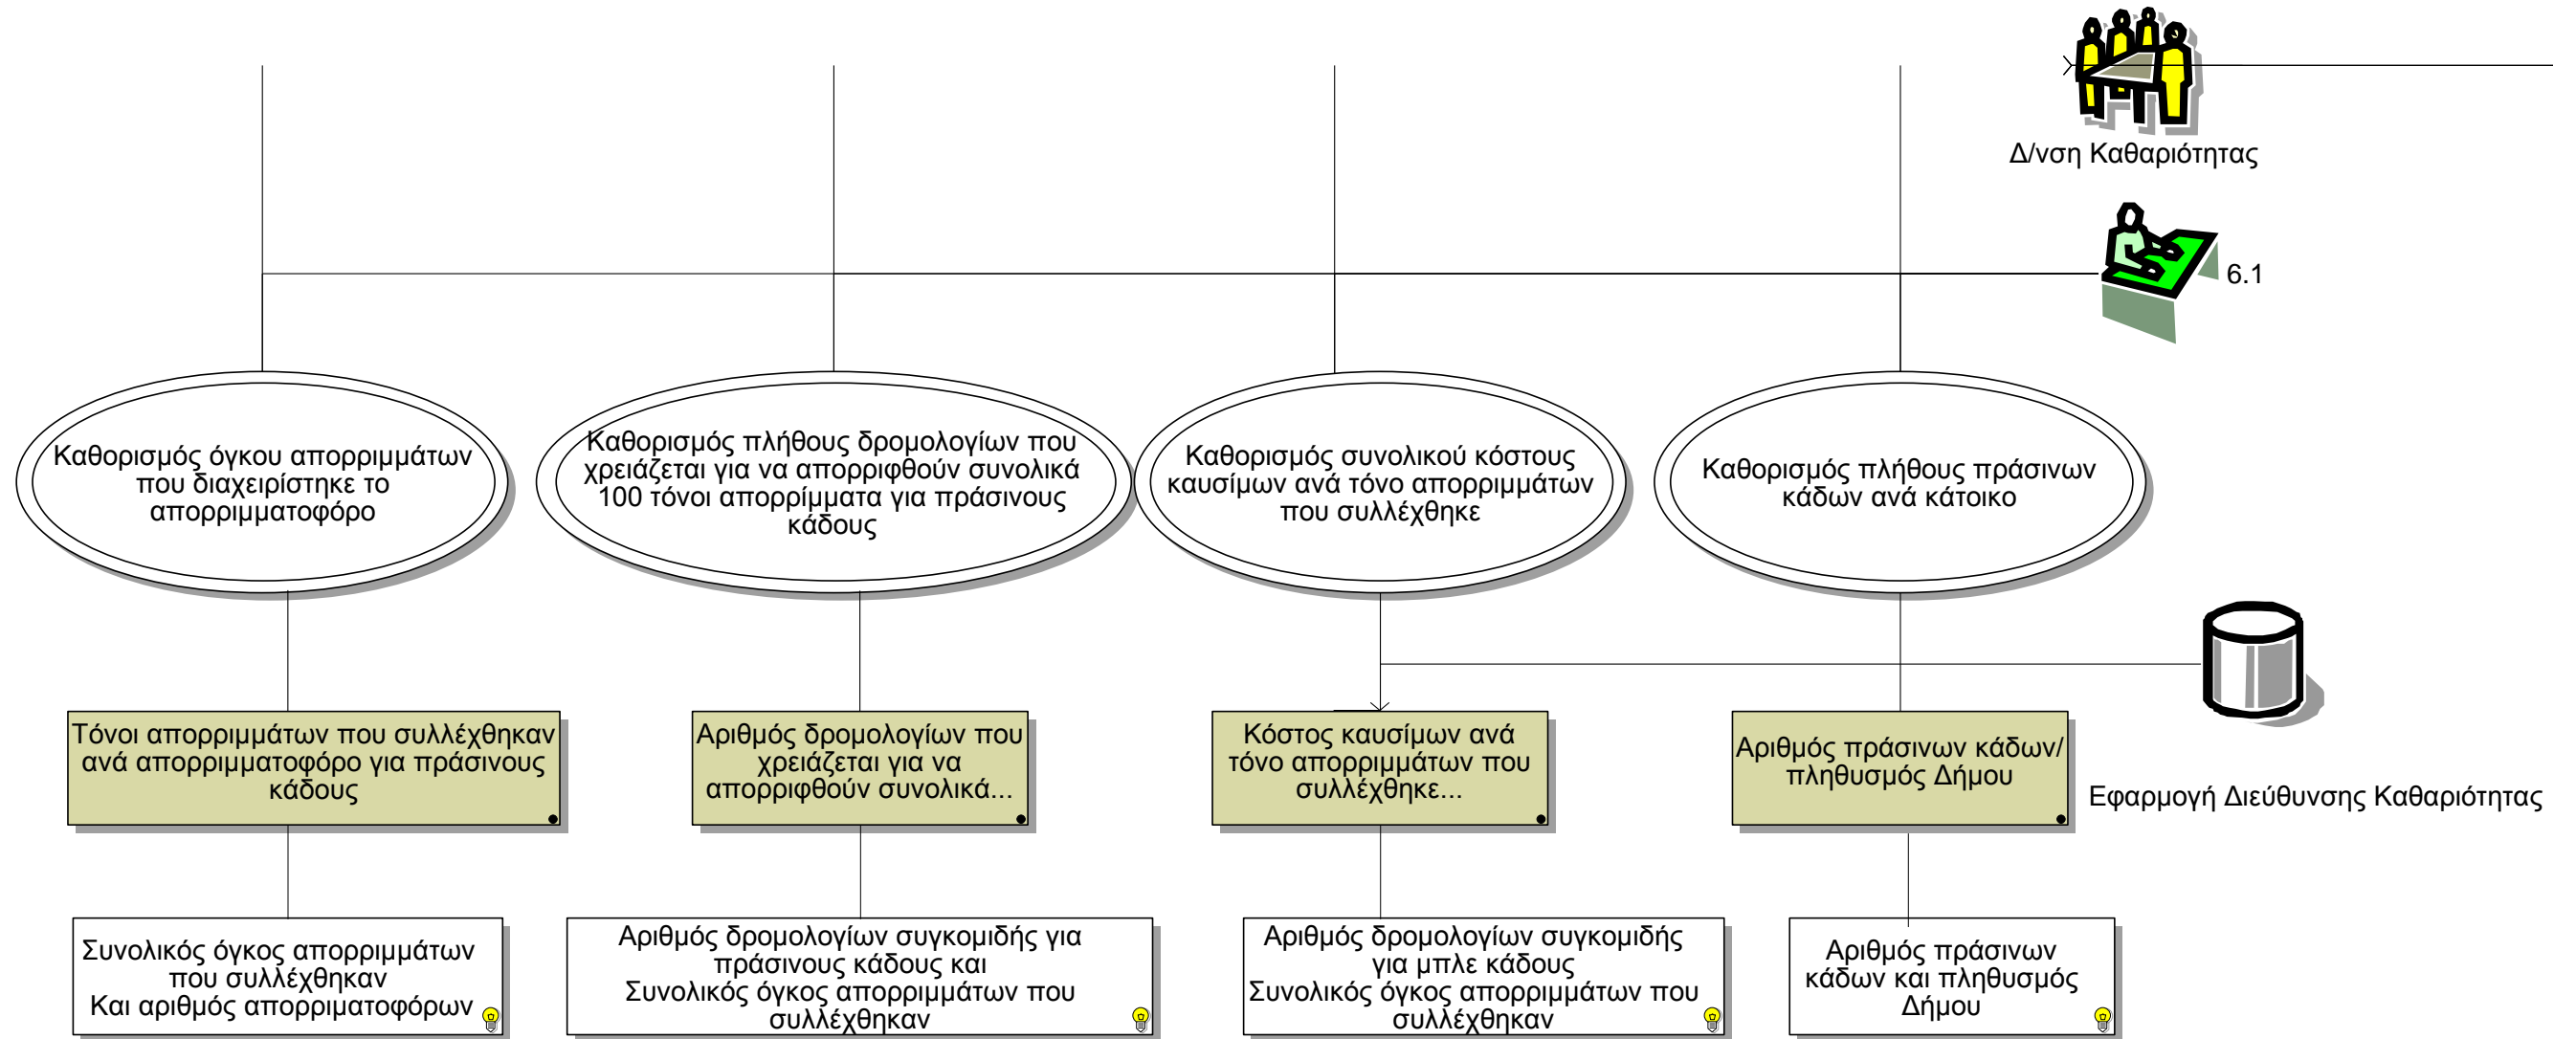 Δ/νση Καθαριότητας
6.1
Καθορισμός όγκου απορριμμάτων
που διαχειρίστηκε το
απορριμματοφόρο
Καθορισμός πλήθους δρομολογίων που
χρειάζεται για να απορριφθούν συνολικά
100 τόνοι απορρίμματα για πράσινους
κάδους
Καθορισμός συνολικού κόστους
καυσίμων ανά τόνο απορριμμάτων
που συλλέχθηκε
Καθορισμός πλήθους πράσινων
κάδων ανά κάτοικο
Τόνοι απορριμμάτων που συλλέχθηκαν
ανά απορριμματοφόρο για πράσινους
κάδους
Αριθμός δρομολογίων που
χρειάζεται για να
απορριφθούν συνολικά...
Κόστος καυσίμων ανά
τόνο απορριμμάτων που
συλλέχθηκε...
Αριθμός πράσινων κάδων/
πληθυσμός Δήμου
Εφαρμογή Διεύθυνσης Καθαριότητας
Συνολικός όγκος απορριμμάτων
που συλλέχθηκαν
Και αριθμός απορριματοφόρων
Αριθμός δρομολογίων συγκομιδής για
πράσινους κάδους και
Συνολικός όγκος απορριμμάτων που
συλλέχθηκαν
Αριθμός δρομολογίων συγκομιδής
για μπλε κάδους
Συνολικός όγκος απορριμμάτων που
συλλέχθηκαν
Αριθμός πράσινων
κάδων και πληθυσμός
Δήμου